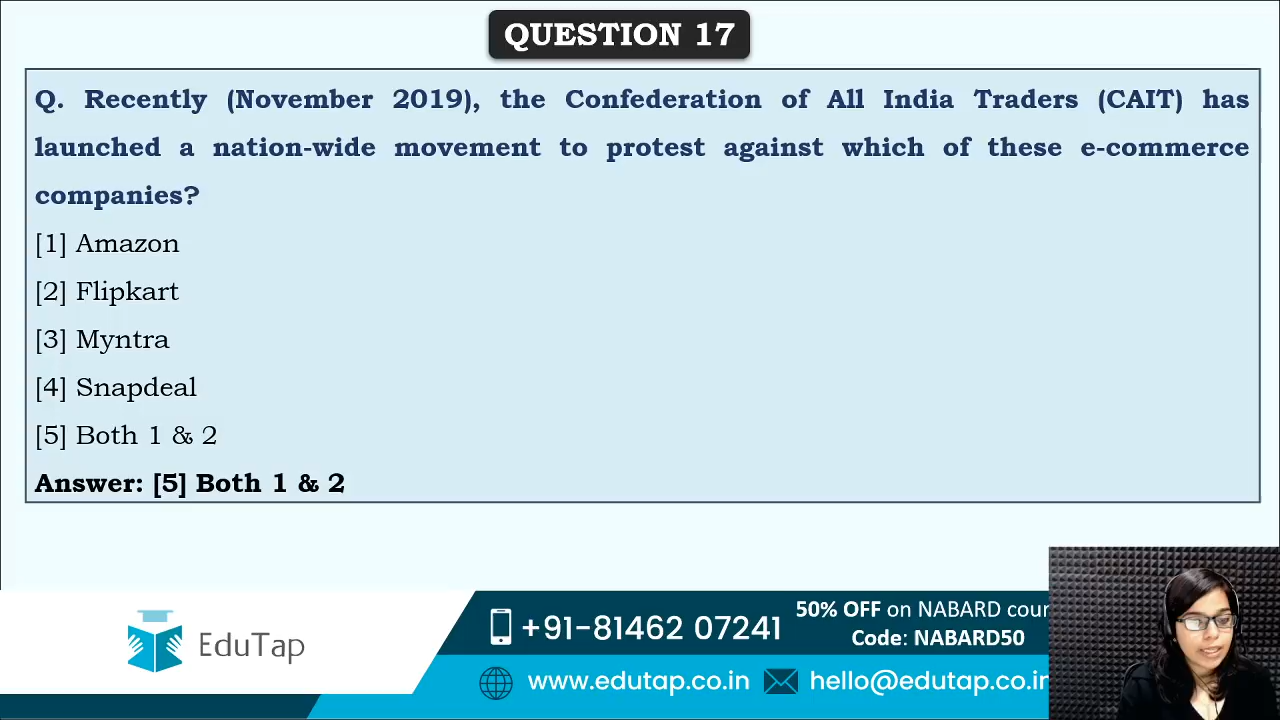 QUESTION 17
Q. Recently (November 2019), the Confederation of All India Traders (CAIT) has
launched a nation-wide movement to protest against which of these e-commerce
companies?
[1] Amazon
[2] Flipkart
[3] Myntra
[4] Snapdeal
[5] Both 1 & 2
Answer: [5] Both 1 & 2
EduTap
+91-81462 07241
50% OFF on NABARD cour
Code: NABARD50
www.edutap.co.in
hello@edutap.co.in